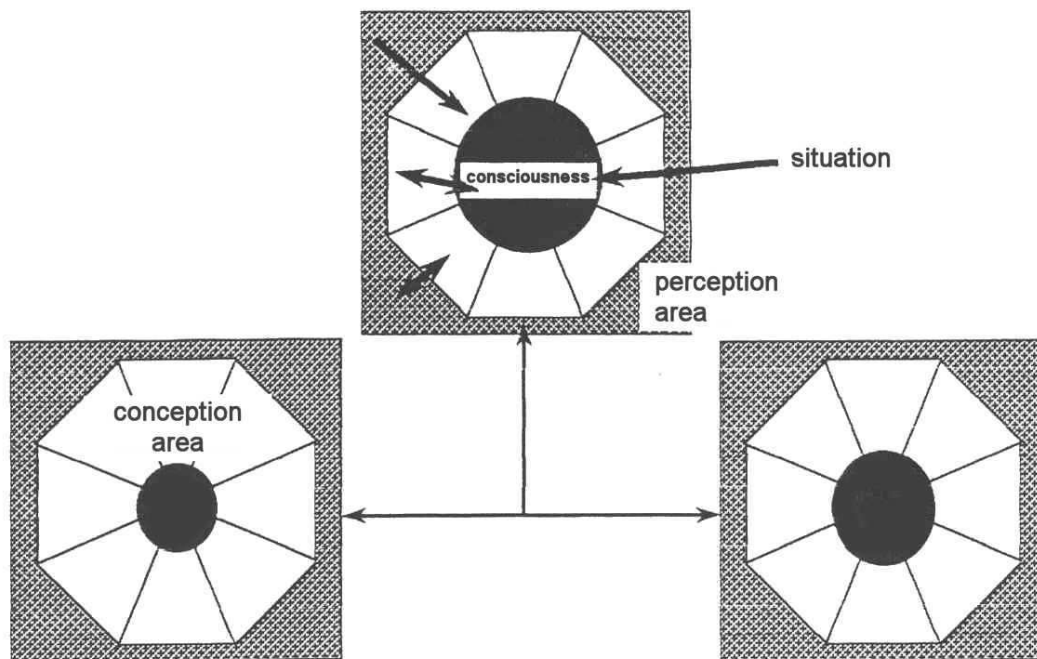 consciousness
situation
perception
area
conception
area